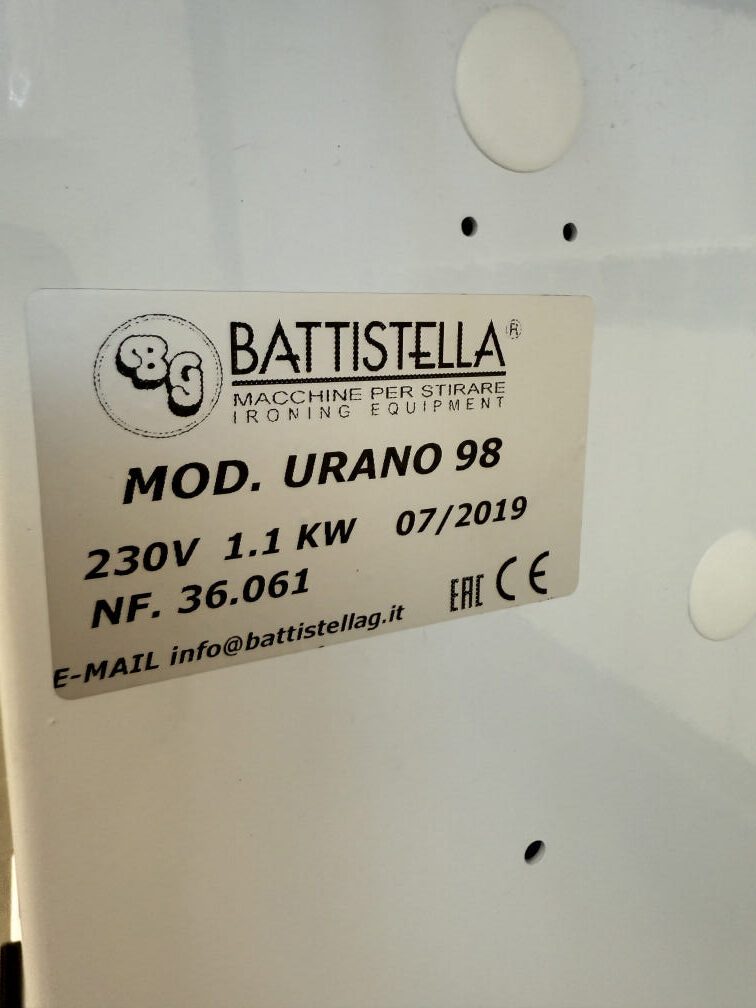 BG BATTISTELLA ®
MACCHINE PER STIRARE
IRONING EQUIPMENT
MOD. URANO 98
230V 1.1 KW 07/2019
NF. 36.061
EAC CE
E-MAIL info@battistellag.it